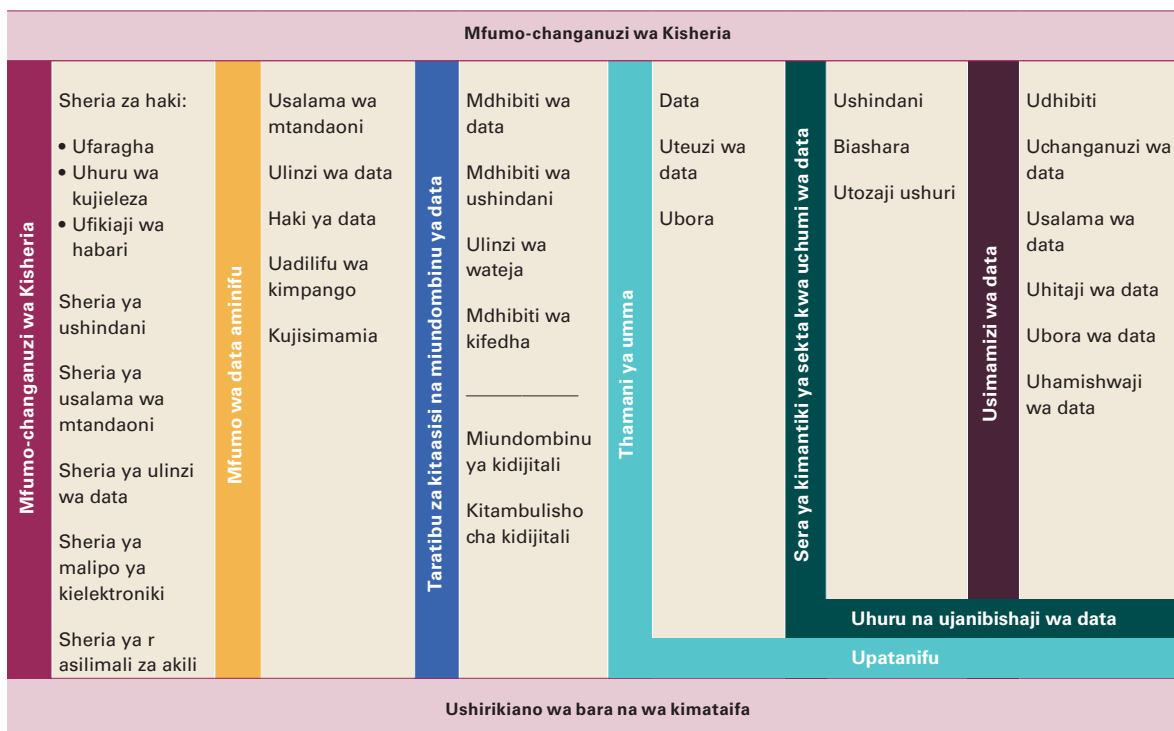 Mfumo-changanuzi wa Kisheria
Mfumo-changanuzi wa Kisheria
Sheria za haki:
• Ufaragha
• Uhuru wa
kujieleza
• Ufikiaji wa
habari
Sheria ya
ushindani
Sheria ya
usalama wa
mtandaoni
Sheria ya ulinzi
wa data
Sheria ya
malipo ya
kielektroniki
Sheria ya r
asilimali za akili
Mfumo wa data aminifu
Usalama wa
mtandaoni
Ulinzi wa data
Haki ya data
Uadilifu wa
kimpango
Kujisimamia
Taratibu za kitaasisi na miundombinu ya data
Mdhibiti wa
data
Mdhibiti wa
ushindani
Ulinzi wa
wateja
Mdhibiti wa
kifedha
Miundombinu
ya kidijitali
Kitambulisho
cha kidijitali
Thamani ya umma
Data
Uteuzi wa
data
Ubora
Sera ya kimantiki ya sekta kwa uchumi wa data
Ushindani
Biashara
Utozaji ushuri
Usimamizi wa data
Udhibiti
Uchanganuzi wa
data
Usalama wa
data
Uhitaji wa data
Ubora wa data
Uhamishwaji
wa data
Uhuru na ujanibishaji wa data
Upatanifu
Ushirikiano wa bara na wa kimataifa